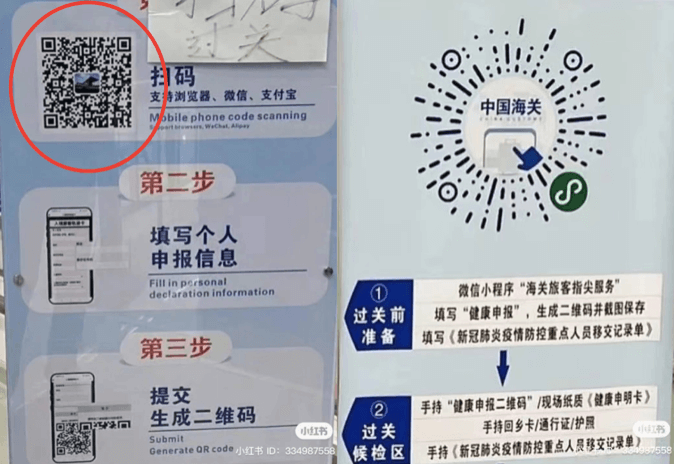 过关
扫码
支持浏览器、微信、支付宝
Mobile phone code scanning
Support browsers, WeChat, Alipay
第二步
填写个人
申报信息
Fill in personal
declaration information
第三步
提交
生成二维码
Submit
Generate QR code
小红书
小红书 ID: 334987558
中国海关
CHINA CUSTOMS
①
过关前
准备
微信小程序“海关旅客指尖服务”
填写“健康申报”,生成二维码并截图保存
填写《新冠肺炎疫情防控重点人员移交记录单》
②
过关
候检区
手持“健康申报二维码”/现场纸质《健康申明卡》
手持回乡卡/通行证/护照
手持《新冠肺炎疫情防控重点人员移交记录单》
小红书